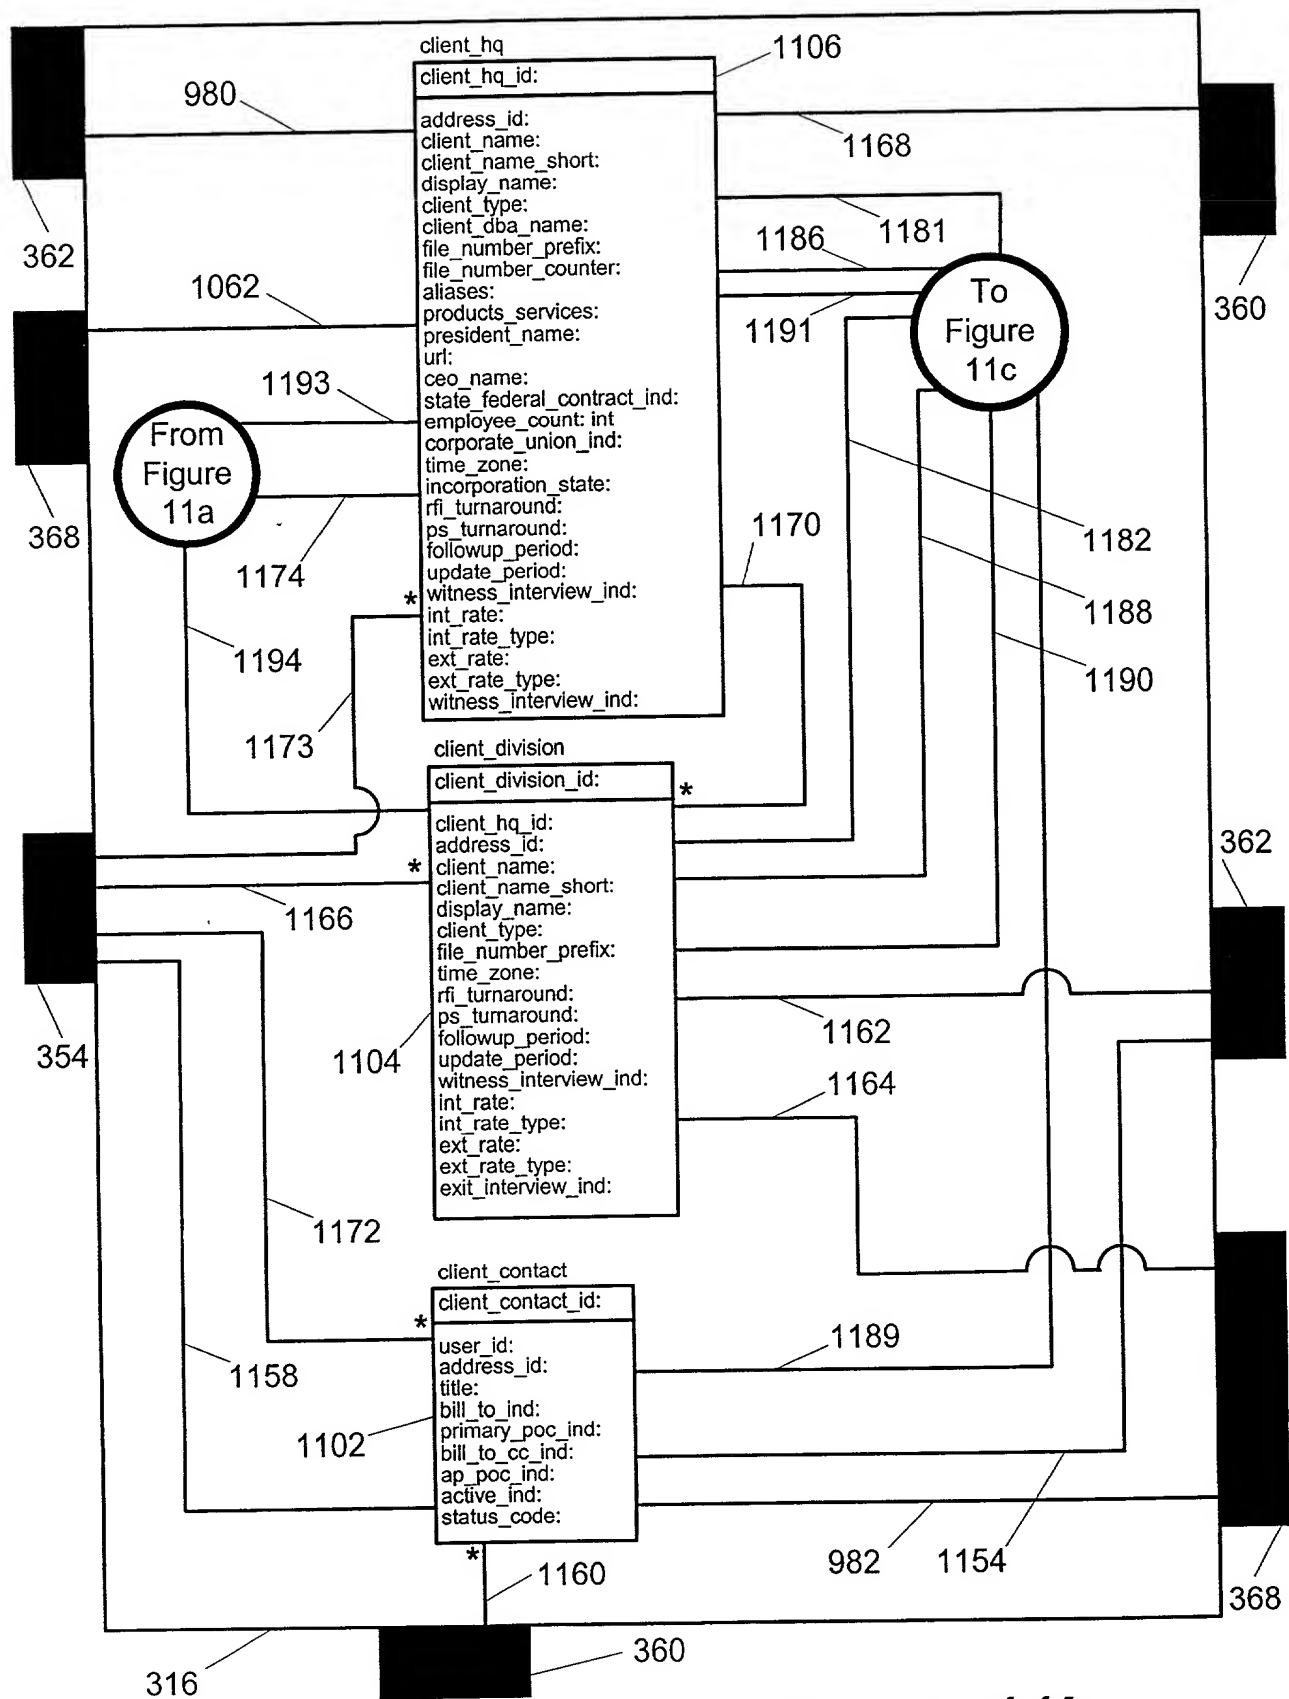 client_hq
1106
client_hq_id:
980
address_id:
client_name:
client_name_short:
display_name:
client_type:
client_dba_name:
file_number_prefix:
file_number_counter:
aliases:
products_services:
president_name:
url:
ceo_name:
state_federal_contract_ind:
employee_count: int
corporate_union_ind:
time_zone:
incorporation_state:
rfi_turnaround:
ps_turnaround:
followup_period:
update_period:
witness_interview_ind:
int_rate:
int_rate_type:
ext_rate:
ext_rate_type:
witness_interview_ind:
1168
1181
1186
1191
362
360
To
Figure
11c
1062
1193
From
Figure
11a
368
1174
1170
1182
1188
1190
*
1194
1173
client_division
client_division_id:
*
client_hq_id:
address_id:
client_name:
client_name_short:
display_name:
client_type:
file_number_prefix:
time_zone:
rfi_turnaround:
ps_turnaround:
followup_period:
update_period:
witness_interview_ind:
int_rate:
int_rate_type:
ext_rate:
ext_rate_type:
exit_interview_ind:
*
362
1166
354
1104
1162
1164
1172
client_contact
client_contact_id:
*
user_id:
address_id:
title:
bill_to_ind:
primary_poc_ind:
bill_to_cc_ind:
ap_poc_ind:
active_ind:
status_code:
1189
1158
1102
*
1160
982
1154
368
316
360